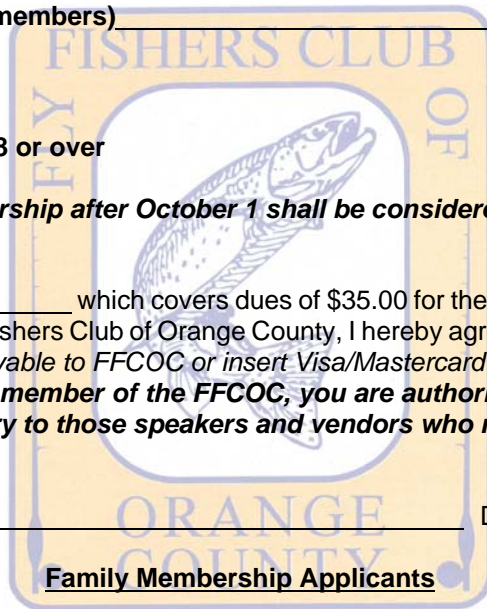 members)
FISHERS CLUB
FLY
OF
or over
rship after October 1 shall be considere
which covers dues of $35.00 for the
shers Club of Orange County, I hereby agr
yable to FFCOC or insert Visa/Mastercard
member of the FFCOC, you are authori
ry to those speakers and vendors who
ORANGE
COUNTY
Family Membership Applicants